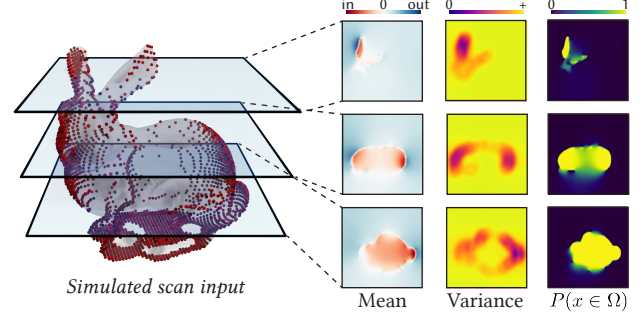 in 0 out 0 + 0 1
Simulated scan input
Mean Variance P(x ∈ Ω)